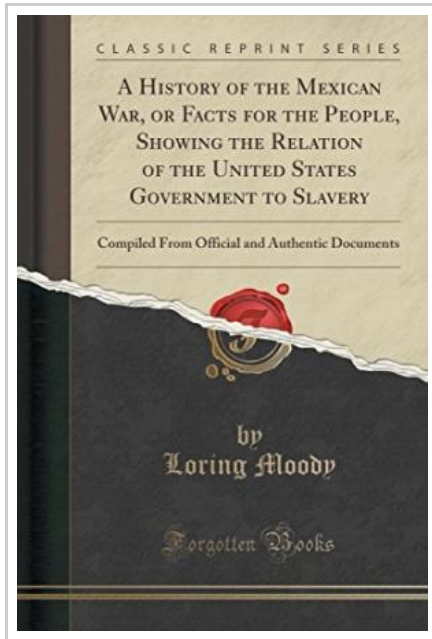 CLASSIC REPRINT SERIES
A HISTORY OF THE MEXICAN
WAR, OR FACTS FOR THE PEOPLE,
SHOWING THE RELATION
OF THE UNITED STATES
GOVERNMENT TO SLAVERY
Compiled From Official and Authentic Documents
by
Loring Moody
Forgotten Books